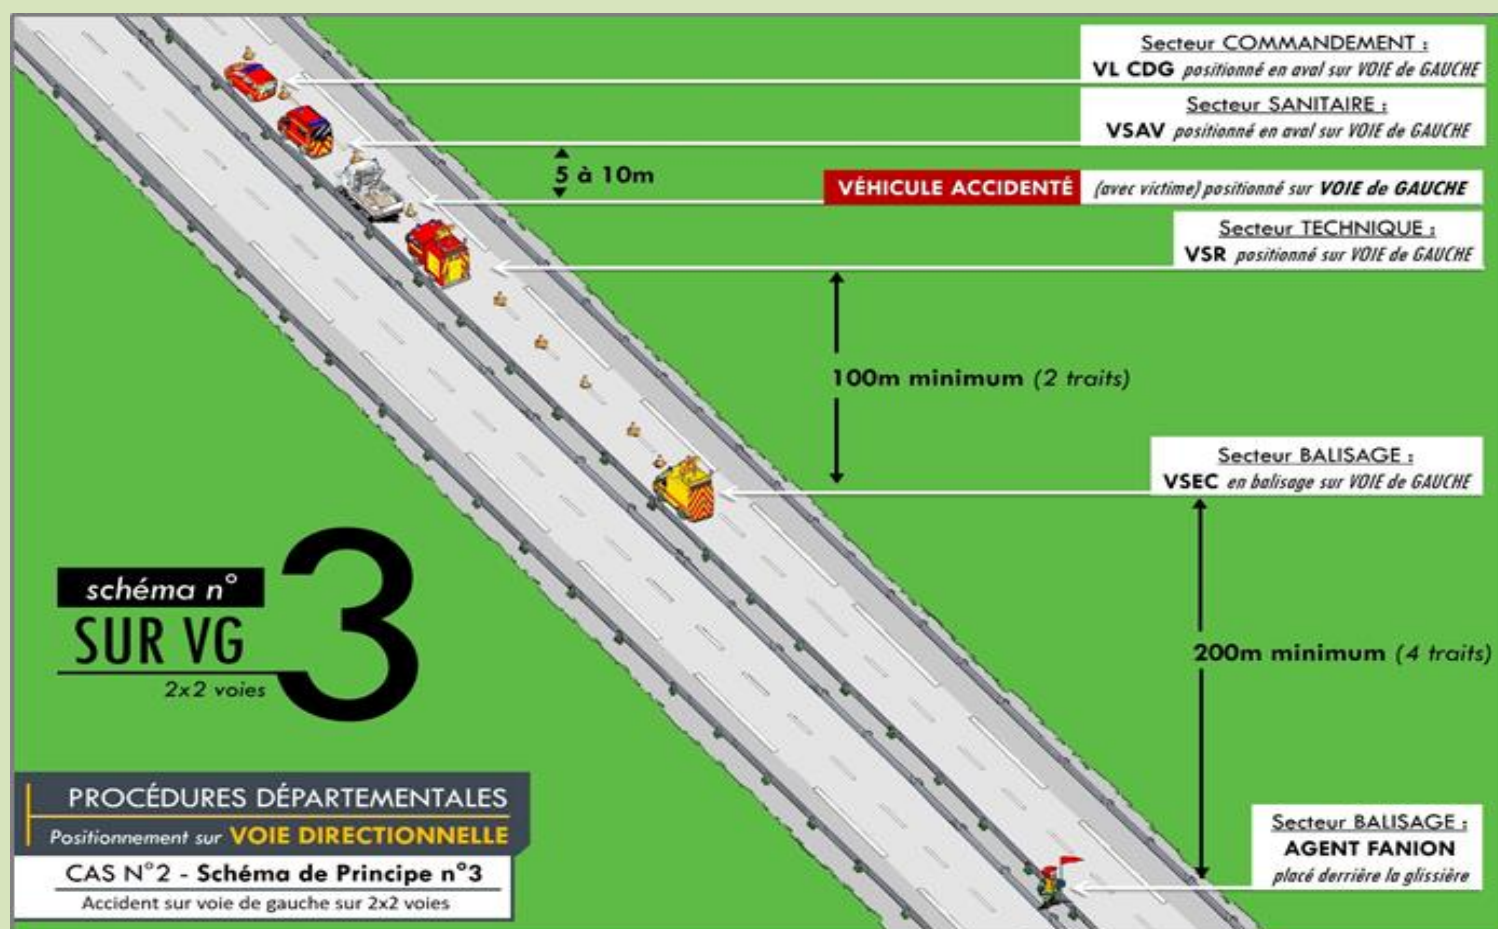 Secteur COMMANDEMENT :
VL CDG positionné en aval sur VOIE de GAUCHE
Secteur SANITAIRE :
VSAV positionné en aval sur VOIE de GAUCHE
5 à 10m
VÉHICULE ACCIDENTÉ (avec victime) positionné sur VOIE de GAUCHE
Secteur TECHNIQUE :
VSR positionné sur VOIE de GAUCHE
100m minimum (2 traits)
Secteur BALISAGE :
VSEC en balisage sur VOIE de GAUCHE
200m minimum (4 traits)
schéma n° 3
SUR VG
2x2 voies
PROCÉDURES DÉPARTEMENTALES
Positionnement sur VOIE DIRECTIONNELLE
CAS N°2 - Schéma de Principe n°3
Accident sur voie de gauche sur 2x2 voies
Secteur BALISAGE :
AGENT FANION
placé derrière la glissière